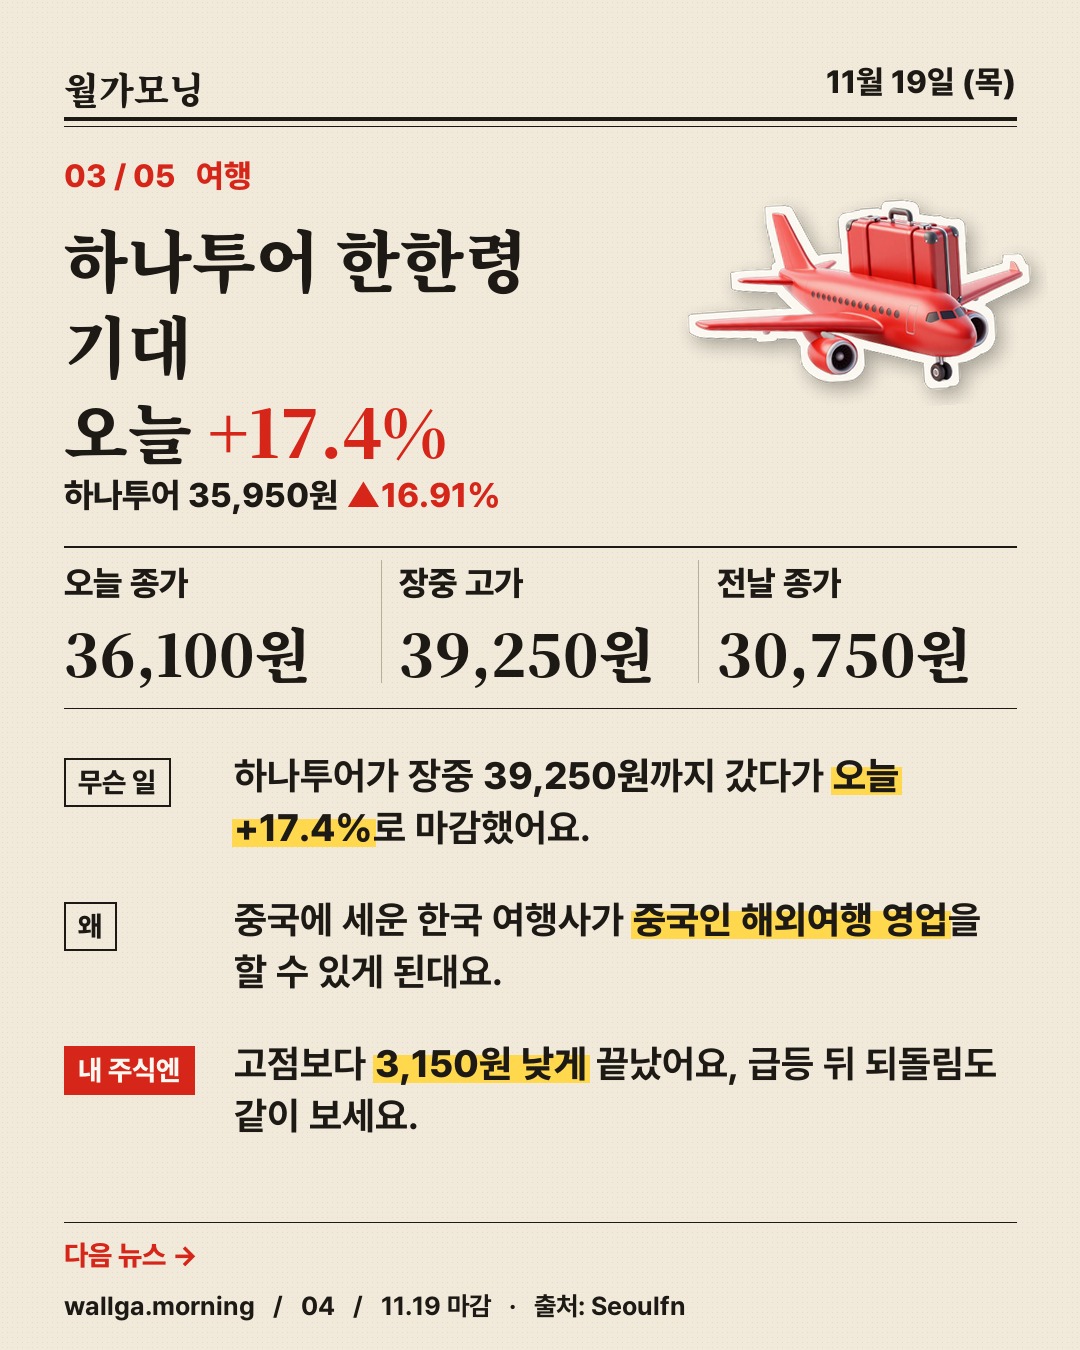 월가모닝
11월 19일 (목)
03 / 05 여행
하나투어 한한령
기대
오늘 +17.4%
하나투어 35,950원 ▲16.91%
오늘 종가
36,100원
장중 고가
39,250원
전날 종가
30,750원
무슨 일
하나투어가 장중 39,250원까지 갔다가 오늘
+17.4%로 마감했어요.
왜
중국에 세운 한국 여행사가 중국인 해외여행 영업을
할 수 있게 된대요.
내 주식엔
고점보다 3,150원 낮게 끝났어요, 급등 뒤 되돌림도
같이 보세요.
다음 뉴스 →
wallga.morning / 04 / 11.19 마감 · 출처: Seoulfn